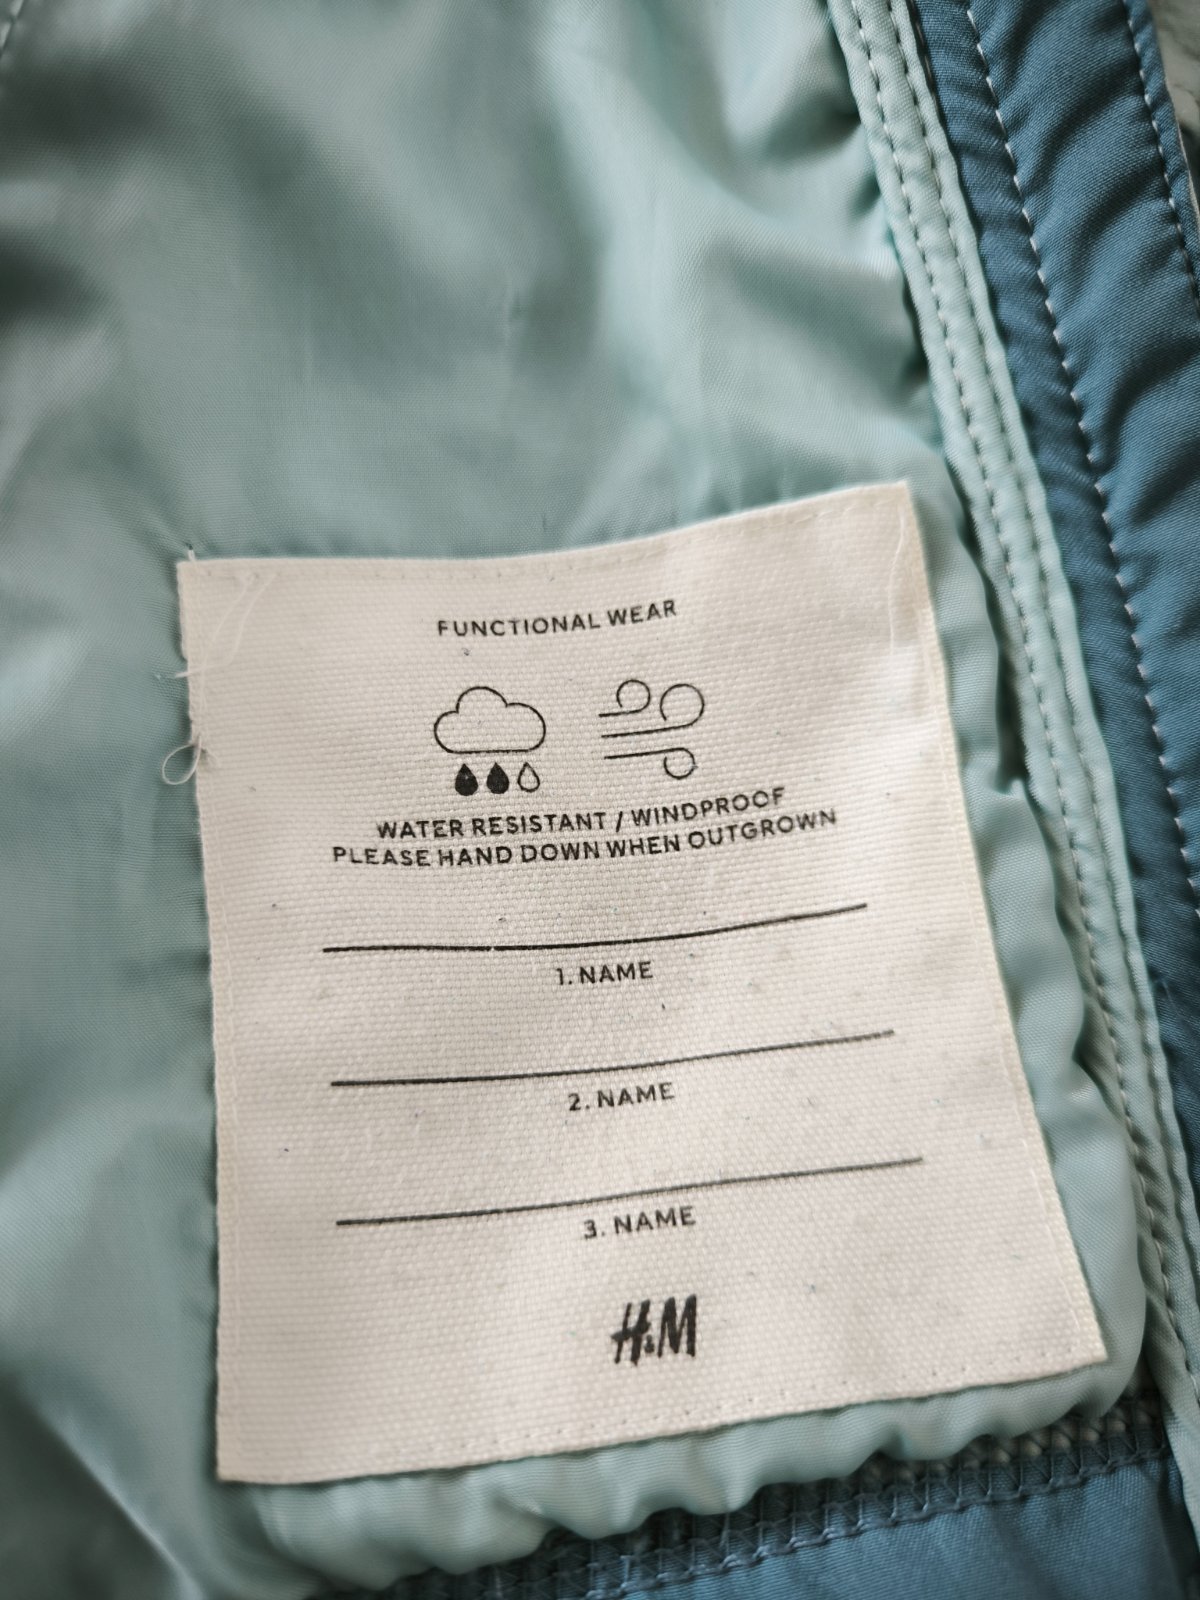 FUNCTIONAL WEAR
WATER RESISTANT / WINDPROOF
PLEASE HAND DOWN WHEN OUTGROWN
1. NAME
2. NAME
3. NAME
H&M